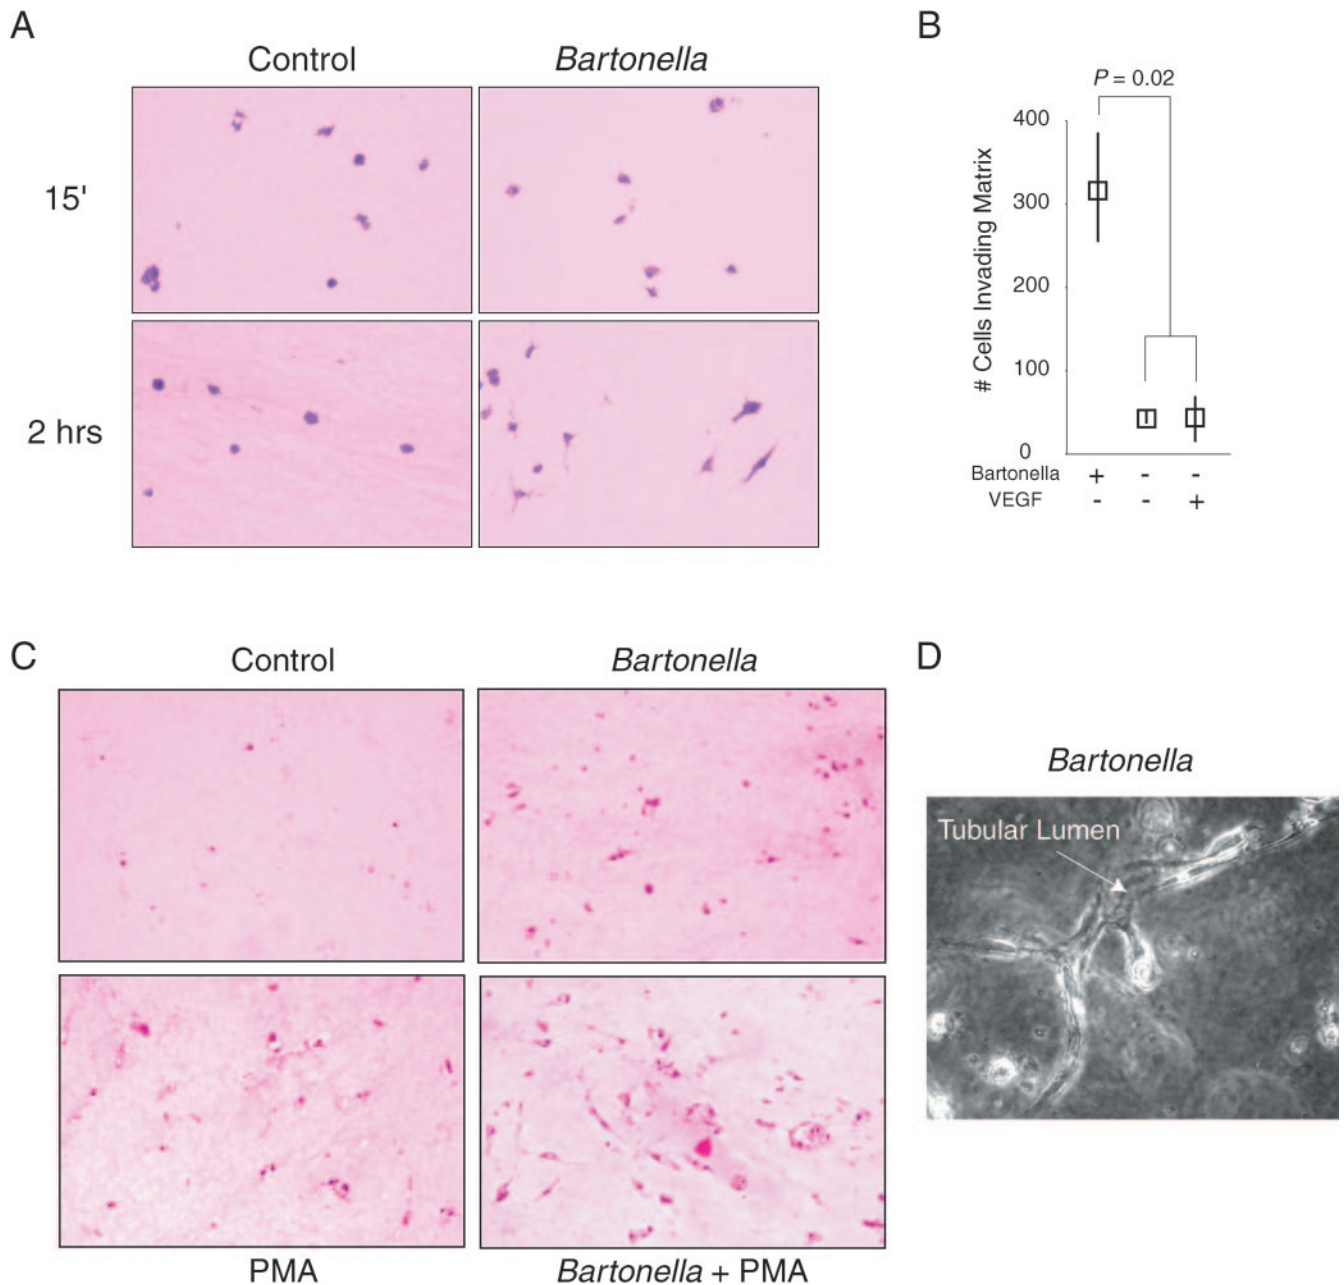 A
Control
Bartonella
15'
2 hrs
B
P = 0.02
# Cells Invading Matrix
400
300
200
100
0
Bartonella + - -
VEGF - - +
C
Control
Bartonella
PMA
Bartonella + PMA
D
Bartonella
Tubular Lumen